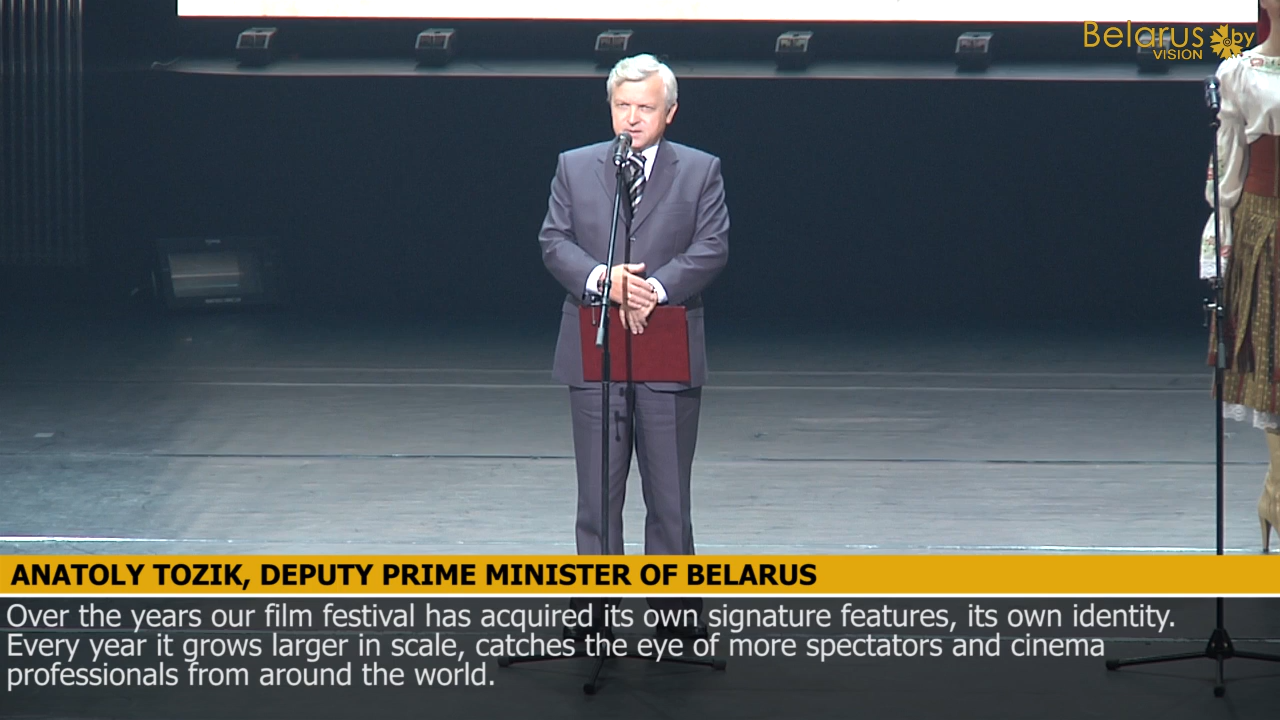 Belarus by
VISION
ANATOLY TOZIK, DEPUTY PRIME MINISTER OF BELARUS
Over the years our film festival has acquired its own signature features, its own identity.
Every year it grows larger in scale, catches the eye of more spectators and cinema
professionals from around the world.